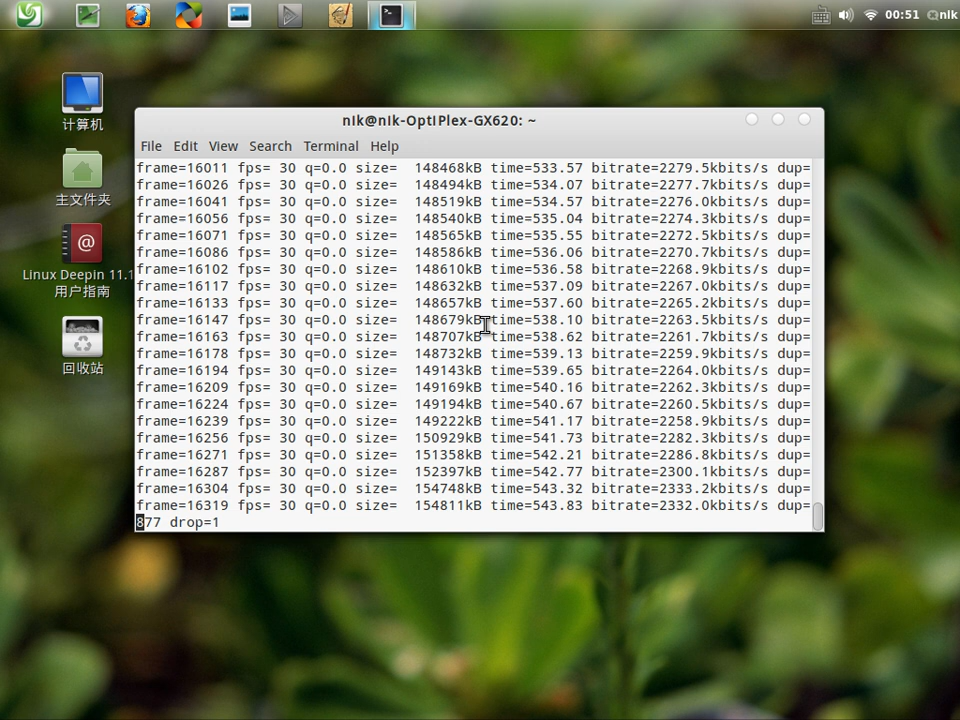 00:51 nik
计算机
主文件夹
Linux Deepin 11.1
用户指南
回收站
nik@nik-OptiPlex-GX620: ~
File Edit View Search Terminal Help
frame=16011 fps= 30 q=0.0 size=  148468kB time=533.57 bitrate=2279.5kbits/s dup=
frame=16026 fps= 30 q=0.0 size=  148494kB time=534.07 bitrate=2277.7kbits/s dup=
frame=16041 fps= 30 q=0.0 size=  148519kB time=534.57 bitrate=2276.0kbits/s dup=
frame=16056 fps= 30 q=0.0 size=  148540kB time=535.04 bitrate=2274.3kbits/s dup=
frame=16071 fps= 30 q=0.0 size=  148565kB time=535.55 bitrate=2272.5kbits/s dup=
frame=16086 fps= 30 q=0.0 size=  148586kB time=536.06 bitrate=2270.7kbits/s dup=
frame=16102 fps= 30 q=0.0 size=  148610kB time=536.58 bitrate=2268.9kbits/s dup=
frame=16117 fps= 30 q=0.0 size=  148632kB time=537.09 bitrate=2267.0kbits/s dup=
frame=16133 fps= 30 q=0.0 size=  148657kB time=537.60 bitrate=2265.2kbits/s dup=
frame=16147 fps= 30 q=0.0 size=  148679kB time=538.10 bitrate=2263.5kbits/s dup=
frame=16163 fps= 30 q=0.0 size=  148707kB time=538.62 bitrate=2261.7kbits/s dup=
frame=16178 fps= 30 q=0.0 size=  148732kB time=539.13 bitrate=2259.9kbits/s dup=
frame=16194 fps= 30 q=0.0 size=  149143kB time=539.65 bitrate=2264.0kbits/s dup=
frame=16209 fps= 30 q=0.0 size=  149169kB time=540.16 bitrate=2262.3kbits/s dup=
frame=16224 fps= 30 q=0.0 size=  149194kB time=540.67 bitrate=2260.5kbits/s dup=
frame=16239 fps= 30 q=0.0 size=  149222kB time=541.17 bitrate=2258.9kbits/s dup=
frame=16256 fps= 30 q=0.0 size=  150929kB time=541.73 bitrate=2282.3kbits/s dup=
frame=16271 fps= 30 q=0.0 size=  151358kB time=542.21 bitrate=2286.8kbits/s dup=
frame=16287 fps= 30 q=0.0 size=  152397kB time=542.77 bitrate=2300.1kbits/s dup=
frame=16304 fps= 30 q=0.0 size=  154748kB time=543.32 bitrate=2333.2kbits/s dup=
frame=16319 fps= 30 q=0.0 size=  154811kB time=543.83 bitrate=2332.0kbits/s dup=
877 drop=1